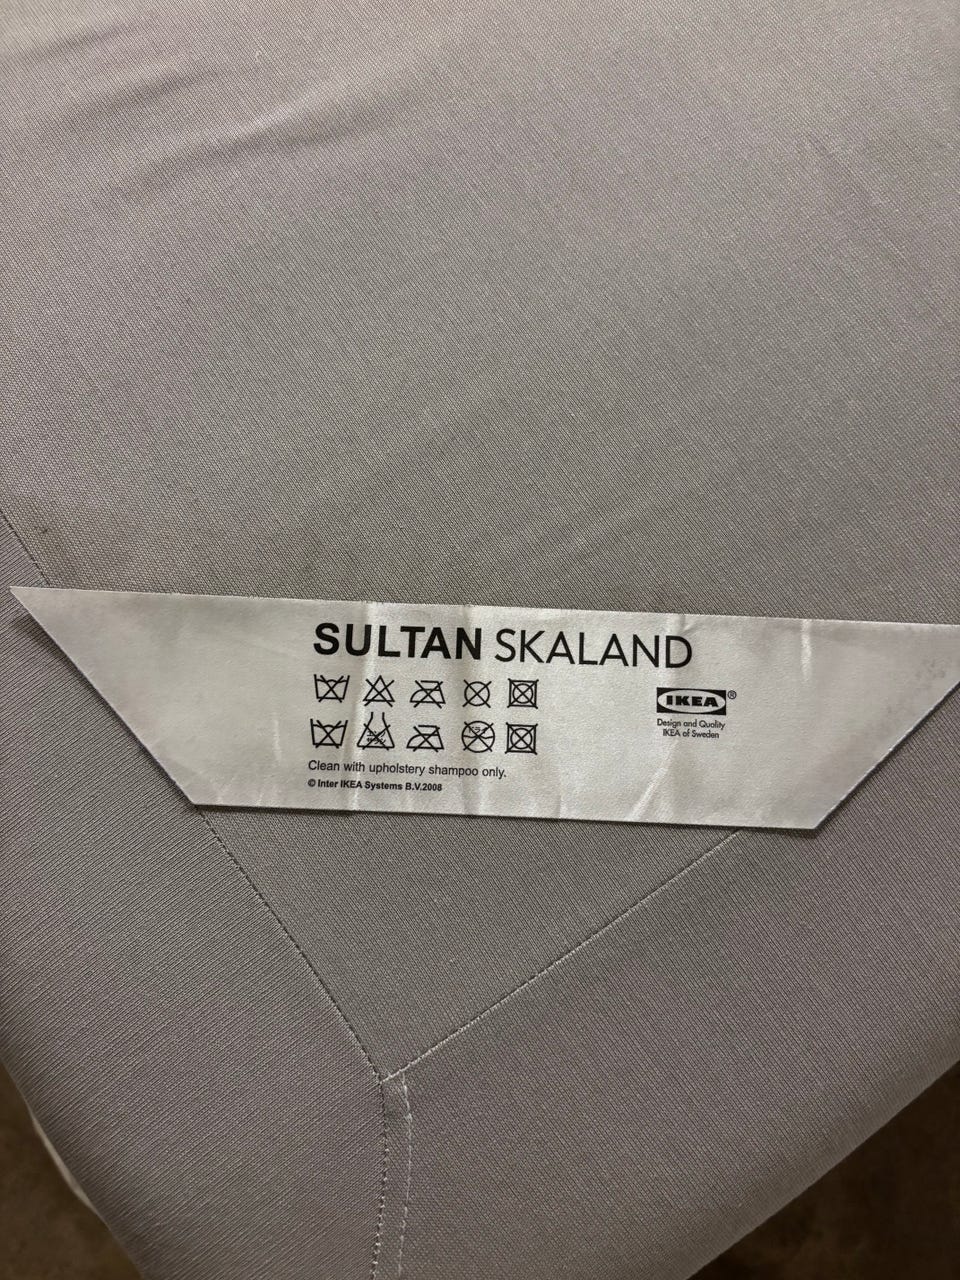 SULTAN SKALAND
IKEA®
Design and Quality
IKEA of Sweden
Clean with upholstery shampoo only.
© Inter IKEA Systems B.V.2008